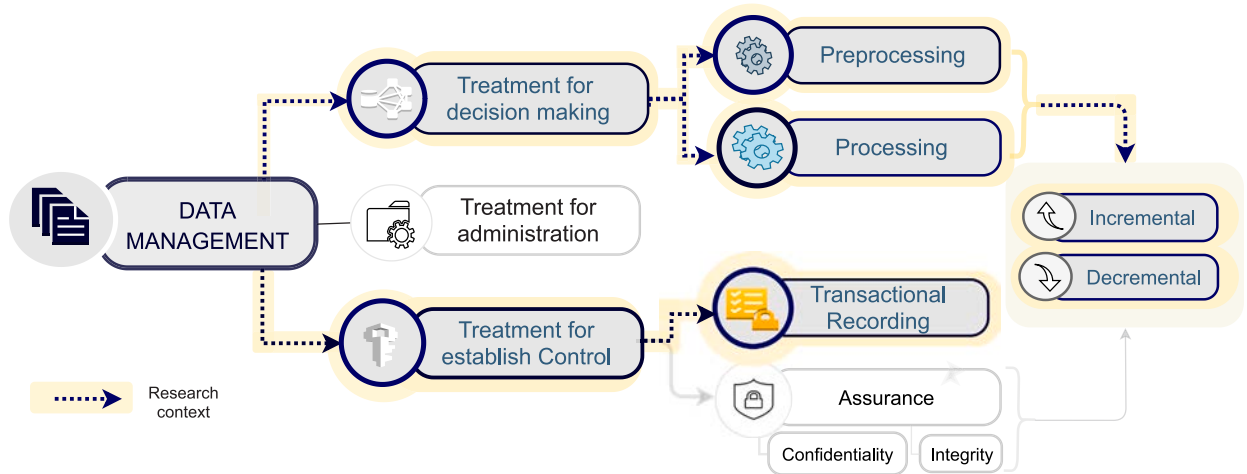 Treatment for
decision making
Preprocessing
Processing
DATA
MANAGEMENT
Treatment for
administration
Incremental
Decremental
Treatment for
establish Control
Transactional
Recording
Assurance
Confidentiality
Integrity
Research
context